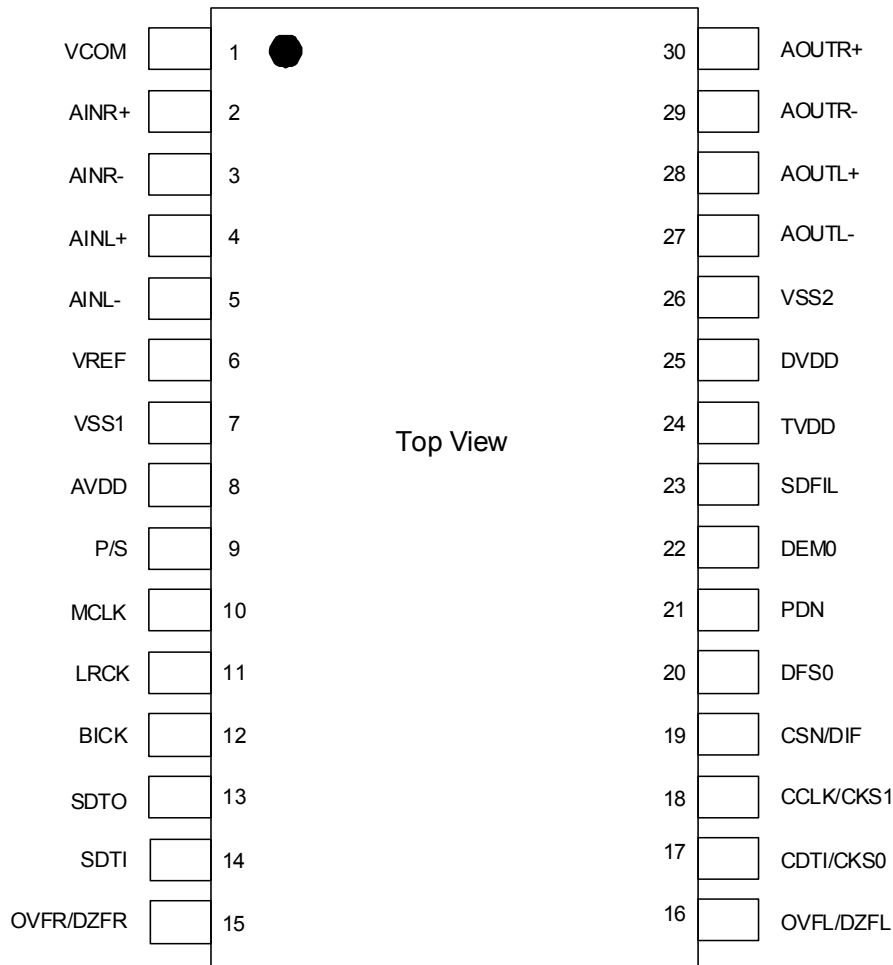 VCOM 1 30 AOUTR+
AINR+ 2 29 AOUTR-
AINR- 3 28 AOUTL+
AINL+ 4 27 AOUTL-
AINL- 5 26 VSS2
VREF 6 25 DVDD
VSS1 7 24 TVDD
Top View
AVDD 8 23 SDFIL
P/S 9 22 DEM0
MCLK 10 21 PDN
LRCK 11 20 DFS0
BICK 12 19 CSN/DIF
SDTO 13 18 CCLK/CKS1
SDTI 14 17 CDTI/CKS0
OVFR/DZFR 15 16 OVFL/DZFL